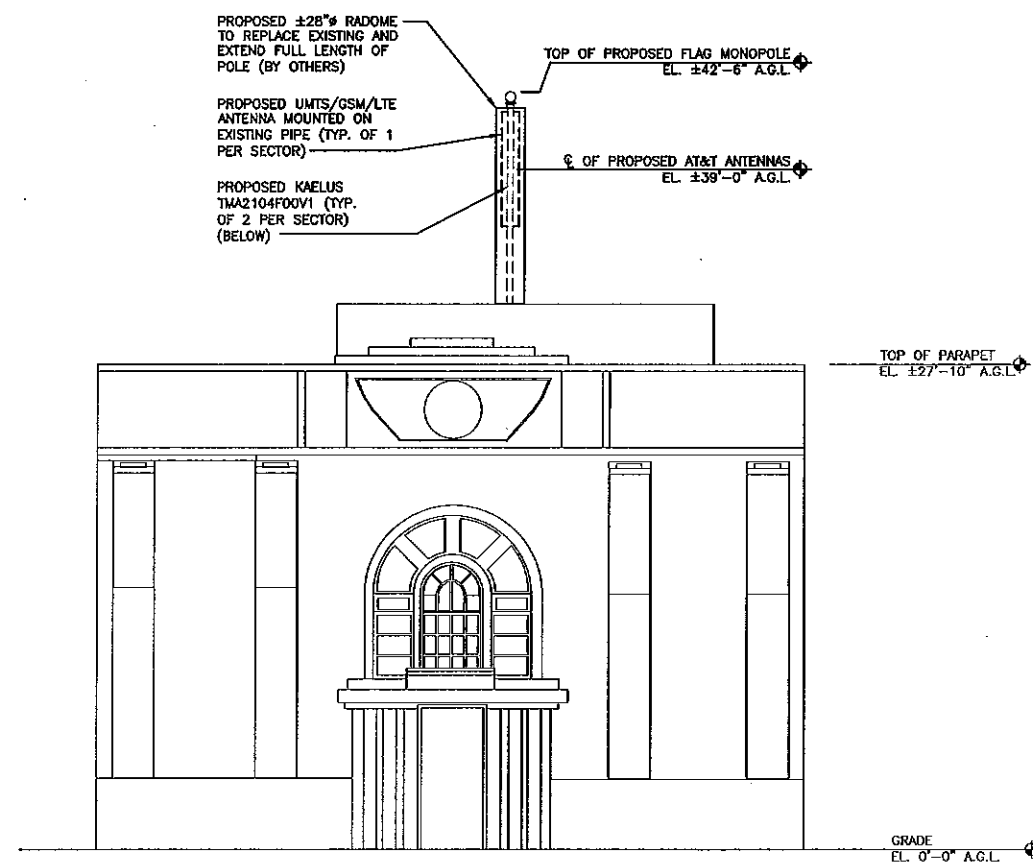 PROPOSED ±28"ø RADOME
TO REPLACE EXISTING AND
EXTEND FULL LENGTH OF
POLE (BY OTHERS)
TOP OF PROPOSED FLAG MONOPOLE
EL. ±42'-6" A.G.L.
PROPOSED UMTS/GSM/LTE
ANTENNA MOUNTED ON
EXISTING PIPE (TYP. OF 1
PER SECTOR)
℄ OF PROPOSED AT&T ANTENNAS
EL. ±39'-0" A.G.L.
PROPOSED KAELUS
TMA2104F00V1 (TYP.
OF 2 PER SECTOR)
(BELOW)
TOP OF PARAPET
EL. ±27'-10" A.G.L.
GRADE
EL. 0'-0" A.G.L.